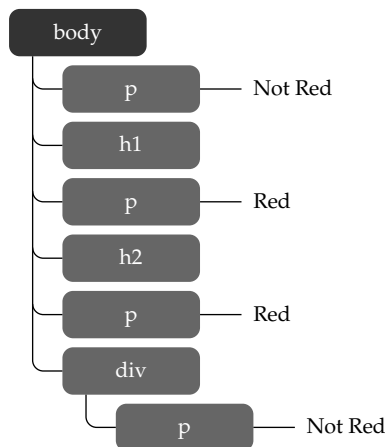 body
p Not Red
h1
p Red
h2
p Red
div
p Not Red